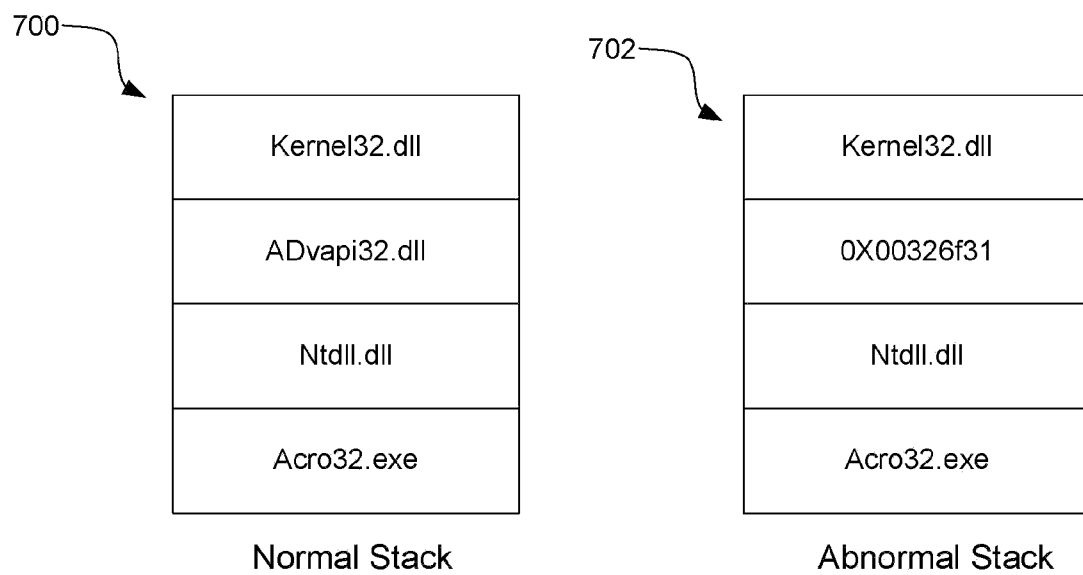 700
702
Kernel32.dll
ADvapi32.dll
Ntdll.dll
Acro32.exe
Normal Stack
Kernel32.dll
0X00326f31
Ntdll.dll
Acro32.exe
Abnormal Stack